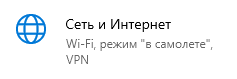 Сеть и Интернет
Wi-Fi, режим "в самолете",
VPN